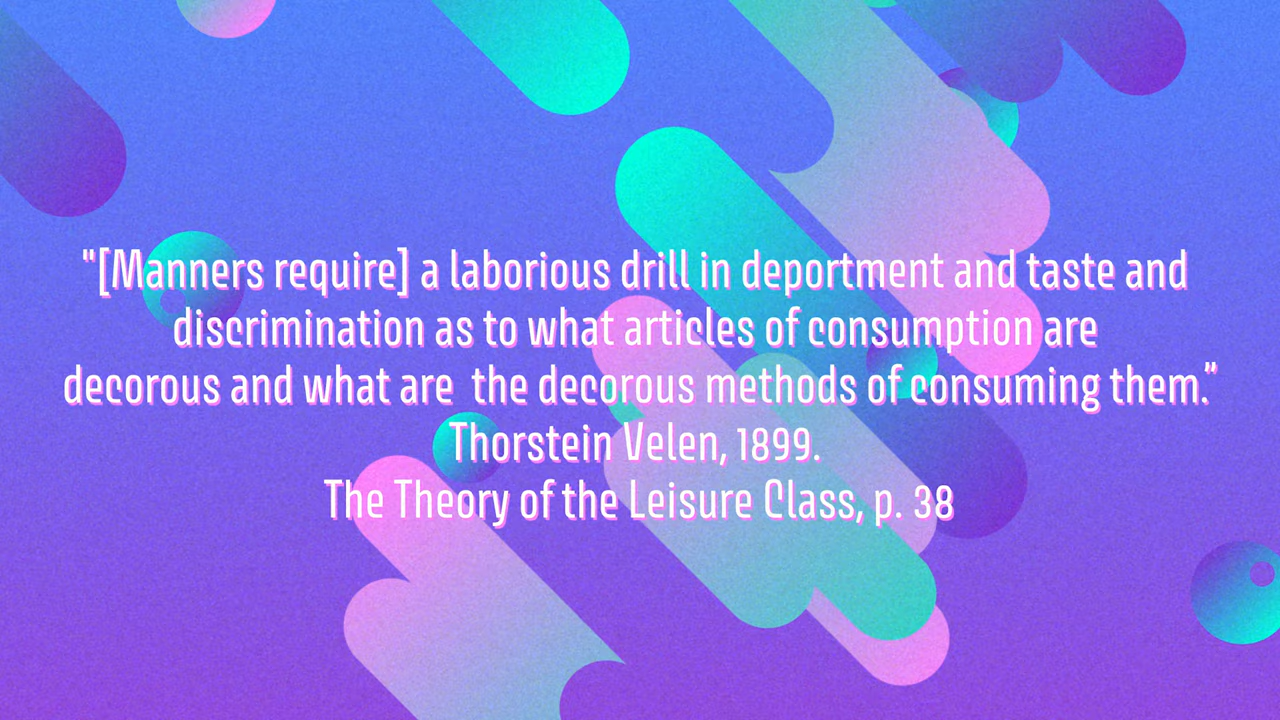 "[Manners require] a laborious drill in deportment and taste and
discrimination as to what articles of consumption are
decorous and what are  the decorous methods of consuming them.”
Thorstein Velen, 1899.
The Theory of the Leisure Class, p. 38